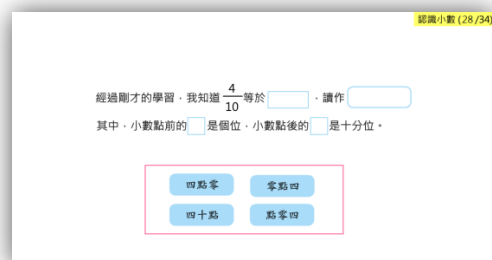 認識小數 (28/34)
經過剛才的學習，我知道 4/10 等於 ，讀作
其中，小數點前的 是個位，小數點後的 是十分位。
四點零 零點四
四十點 點零四